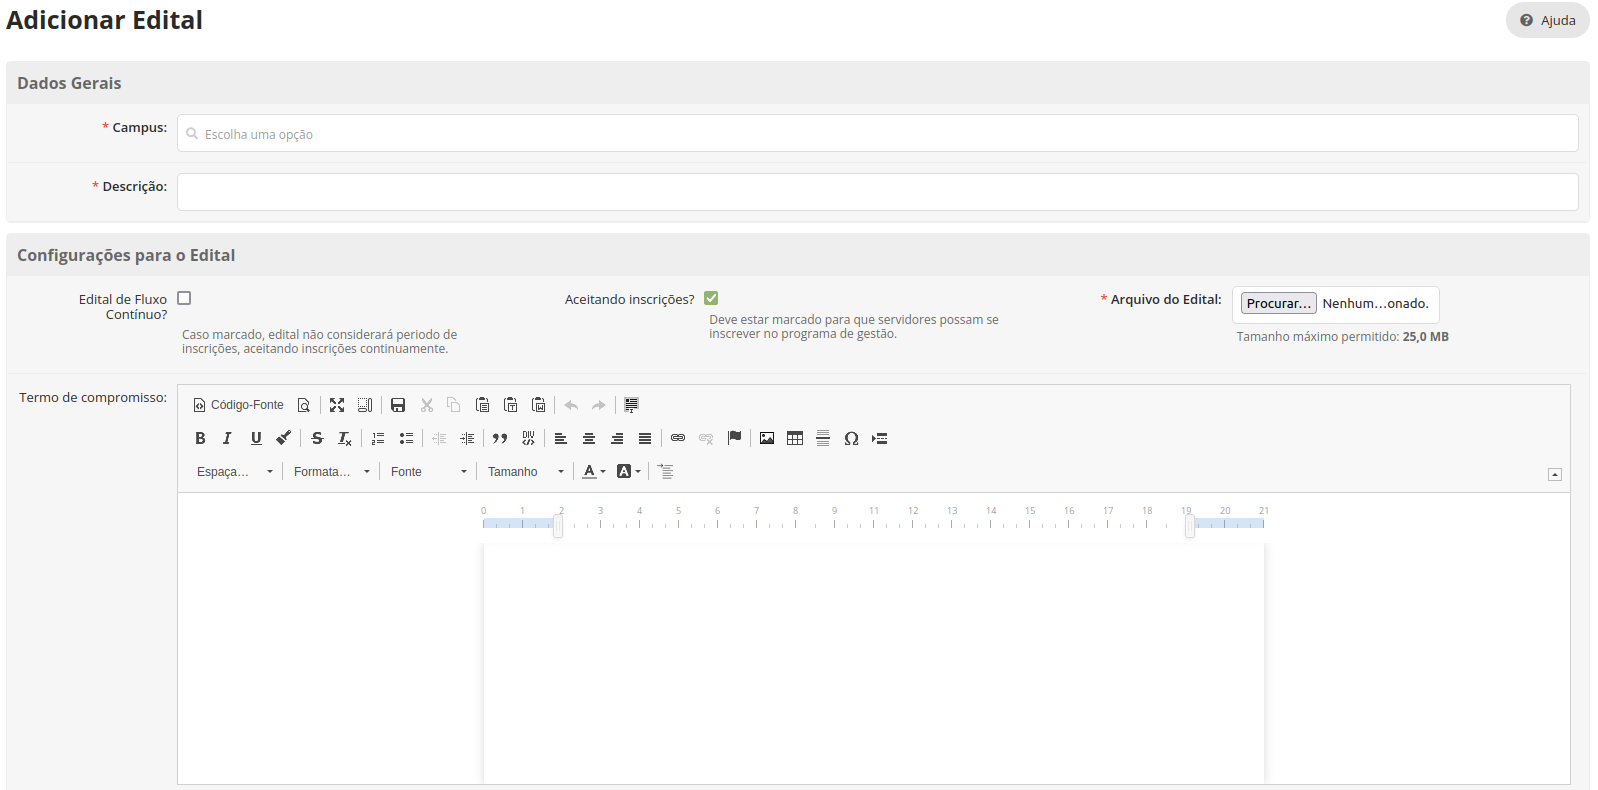 Adicionar Edital
Ajuda
Dados Gerais
* Campus:
Escolha uma opção
* Descrição:
Configurações para o Edital
Edital de Fluxo
Contínuo?
Caso marcado, edital não considerará periodo de
inscrições, aceitando inscrições continuamente.
Aceitando inscrições?
Deve estar marcado para que servidores possam se
inscrever no programa de gestão.
* Arquivo do Edital:
Procurar... Nenhum...onado.
Tamanho máximo permitido: 25,0 MB
Termo de compromisso:
Código-Fonte
B I U S Tx DIV Ω
Espaça... Formata... Fonte Tamanho A A
0 1 2 3 4 5 6 7 8 9 11 12 13 14 15 16 17 18 19 20 21